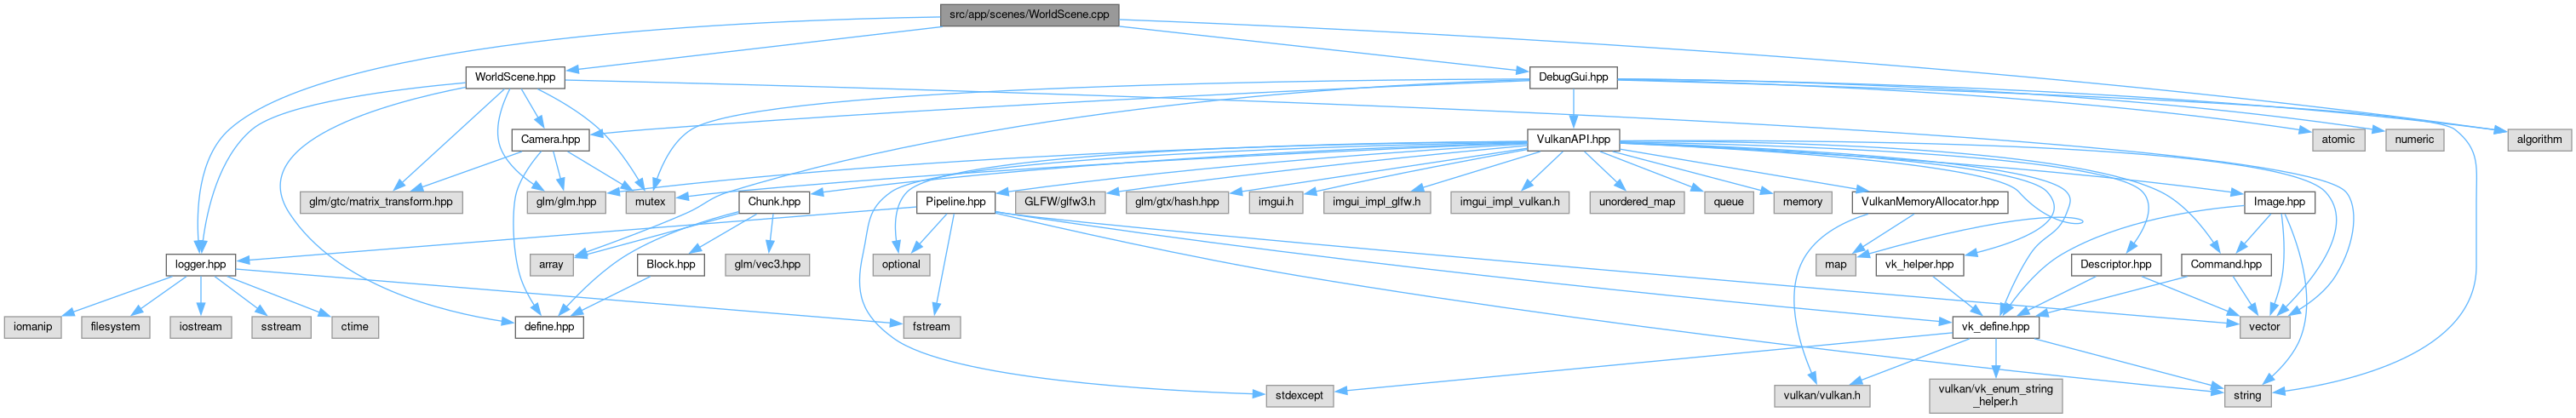 src/app/scenes/WorldScene.cpp
WorldScene.hpp
DebugGui.hpp
Camera.hpp
VulkanAPI.hpp
atomic
numeric
algorithm
glm/gtc/matrix_transform.hpp
glm/glm.hpp
mutex
Chunk.hpp
Pipeline.hpp
GLFW/glfw3.h
glm/gtx/hash.hpp
imgui.h
imgui_impl_glfw.h
imgui_impl_vulkan.h
unordered_map
queue
memory
VulkanMemoryAllocator.hpp
Image.hpp
logger.hpp
array
Block.hpp
glm/vec3.hpp
optional
map
vk_helper.hpp
Descriptor.hpp
Command.hpp
iomanip
filesystem
iostream
sstream
ctime
define.hpp
fstream
vk_define.hpp
vector
stdexcept
vulkan/vulkan.h
vulkan/vk_enum_string
_helper.h
string